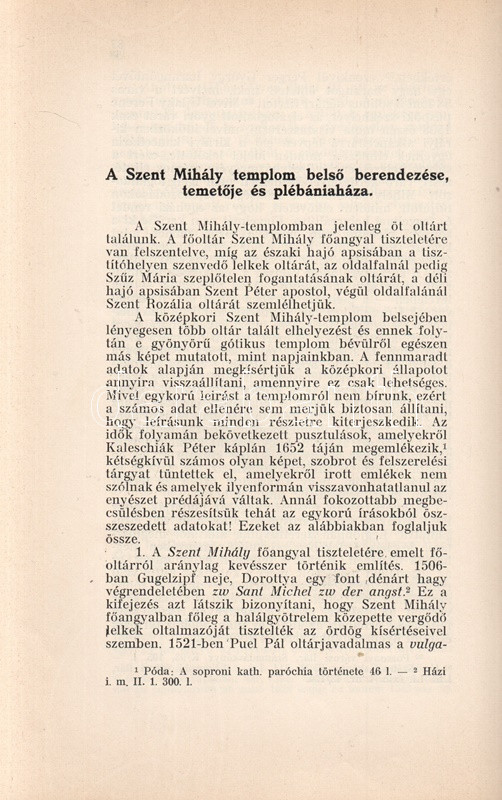 A Szent Mihály templom belső berendezése,
temetője és plébániaháza.
A Szent Mihály-templomban jelenleg öt oltárt
találunk. A főoltár Szent Mihály főangyal tiszteletére
van felszentelve, míg az északi hajó apsisában a tisz-
títóhelyen szenvedő lelkek oltárát, az oldalfalnál pedig
Szűz Mária szeplőtelen fogantatásának oltárát, a déli
hajó apsisában Szent Péter apostol, végül oldalfalánál
Szent Rozália oltárát szemlélhetjük.
A középkori Szent Mihály-templom belsejében
lényegesen több oltár talált elhelyezést és ennek foly-
tán e gyönyörű gótikus templom bévülről egészen
más képet mutatott, mint napjainkban. A fennmaradt
adatok alapján megkísértjük a középkori állapotot
annyira visszaállítani, amennyire ez csak lehetséges.
Mivel egykorú leírást a templomról nem bírunk, ezért
a számos adat ellenére sem merjük biztosan állítani,
hogy leírásunk minden részletre kiterjeszkedik. Az
idők folyamán bekövetkezett pusztulások, amelyekről
Kaleschiák Péter káplán 1652 táján megemlékezik,¹
kétségkívül számos olyan képet, szobrot és felszerelési
tárgyat tűntettek el, amelyekről írott emlékek nem
szólnak és amelyek ilyenformán visszavonhatatlanul az
enyészet prédájává váltak. Annál fokozottabb megbe-
csülésben részesítsük tehát az egykorú írásokból ösz-
szeszedett adatokat! Ezeket az alábbiakban foglaljuk
össze.
1. A Szent Mihály főangyal tiszteletére emelt fő-
oltárról aránylag kevésszer történik említés. 1506-
ban Gugelzipf neje, Dorottya egy font dénárt hagy
végrendeletében zw Sant Michel zw der angst.² Ez a
kifejezés azt látszik bizonyítani, hogy Szent Mihály
főangyalban főleg a halálgyötrelem közepette vergődő
lelkek oltalmazóját tisztelték az ördög kísértéseivel
szemben. 1521-ben Puel Pál oltárjavadalmas a vulga-
¹ Póda: A soproni kath. paróchia története 46 l. — ² Házi
i. m. II. 1. 300. l.